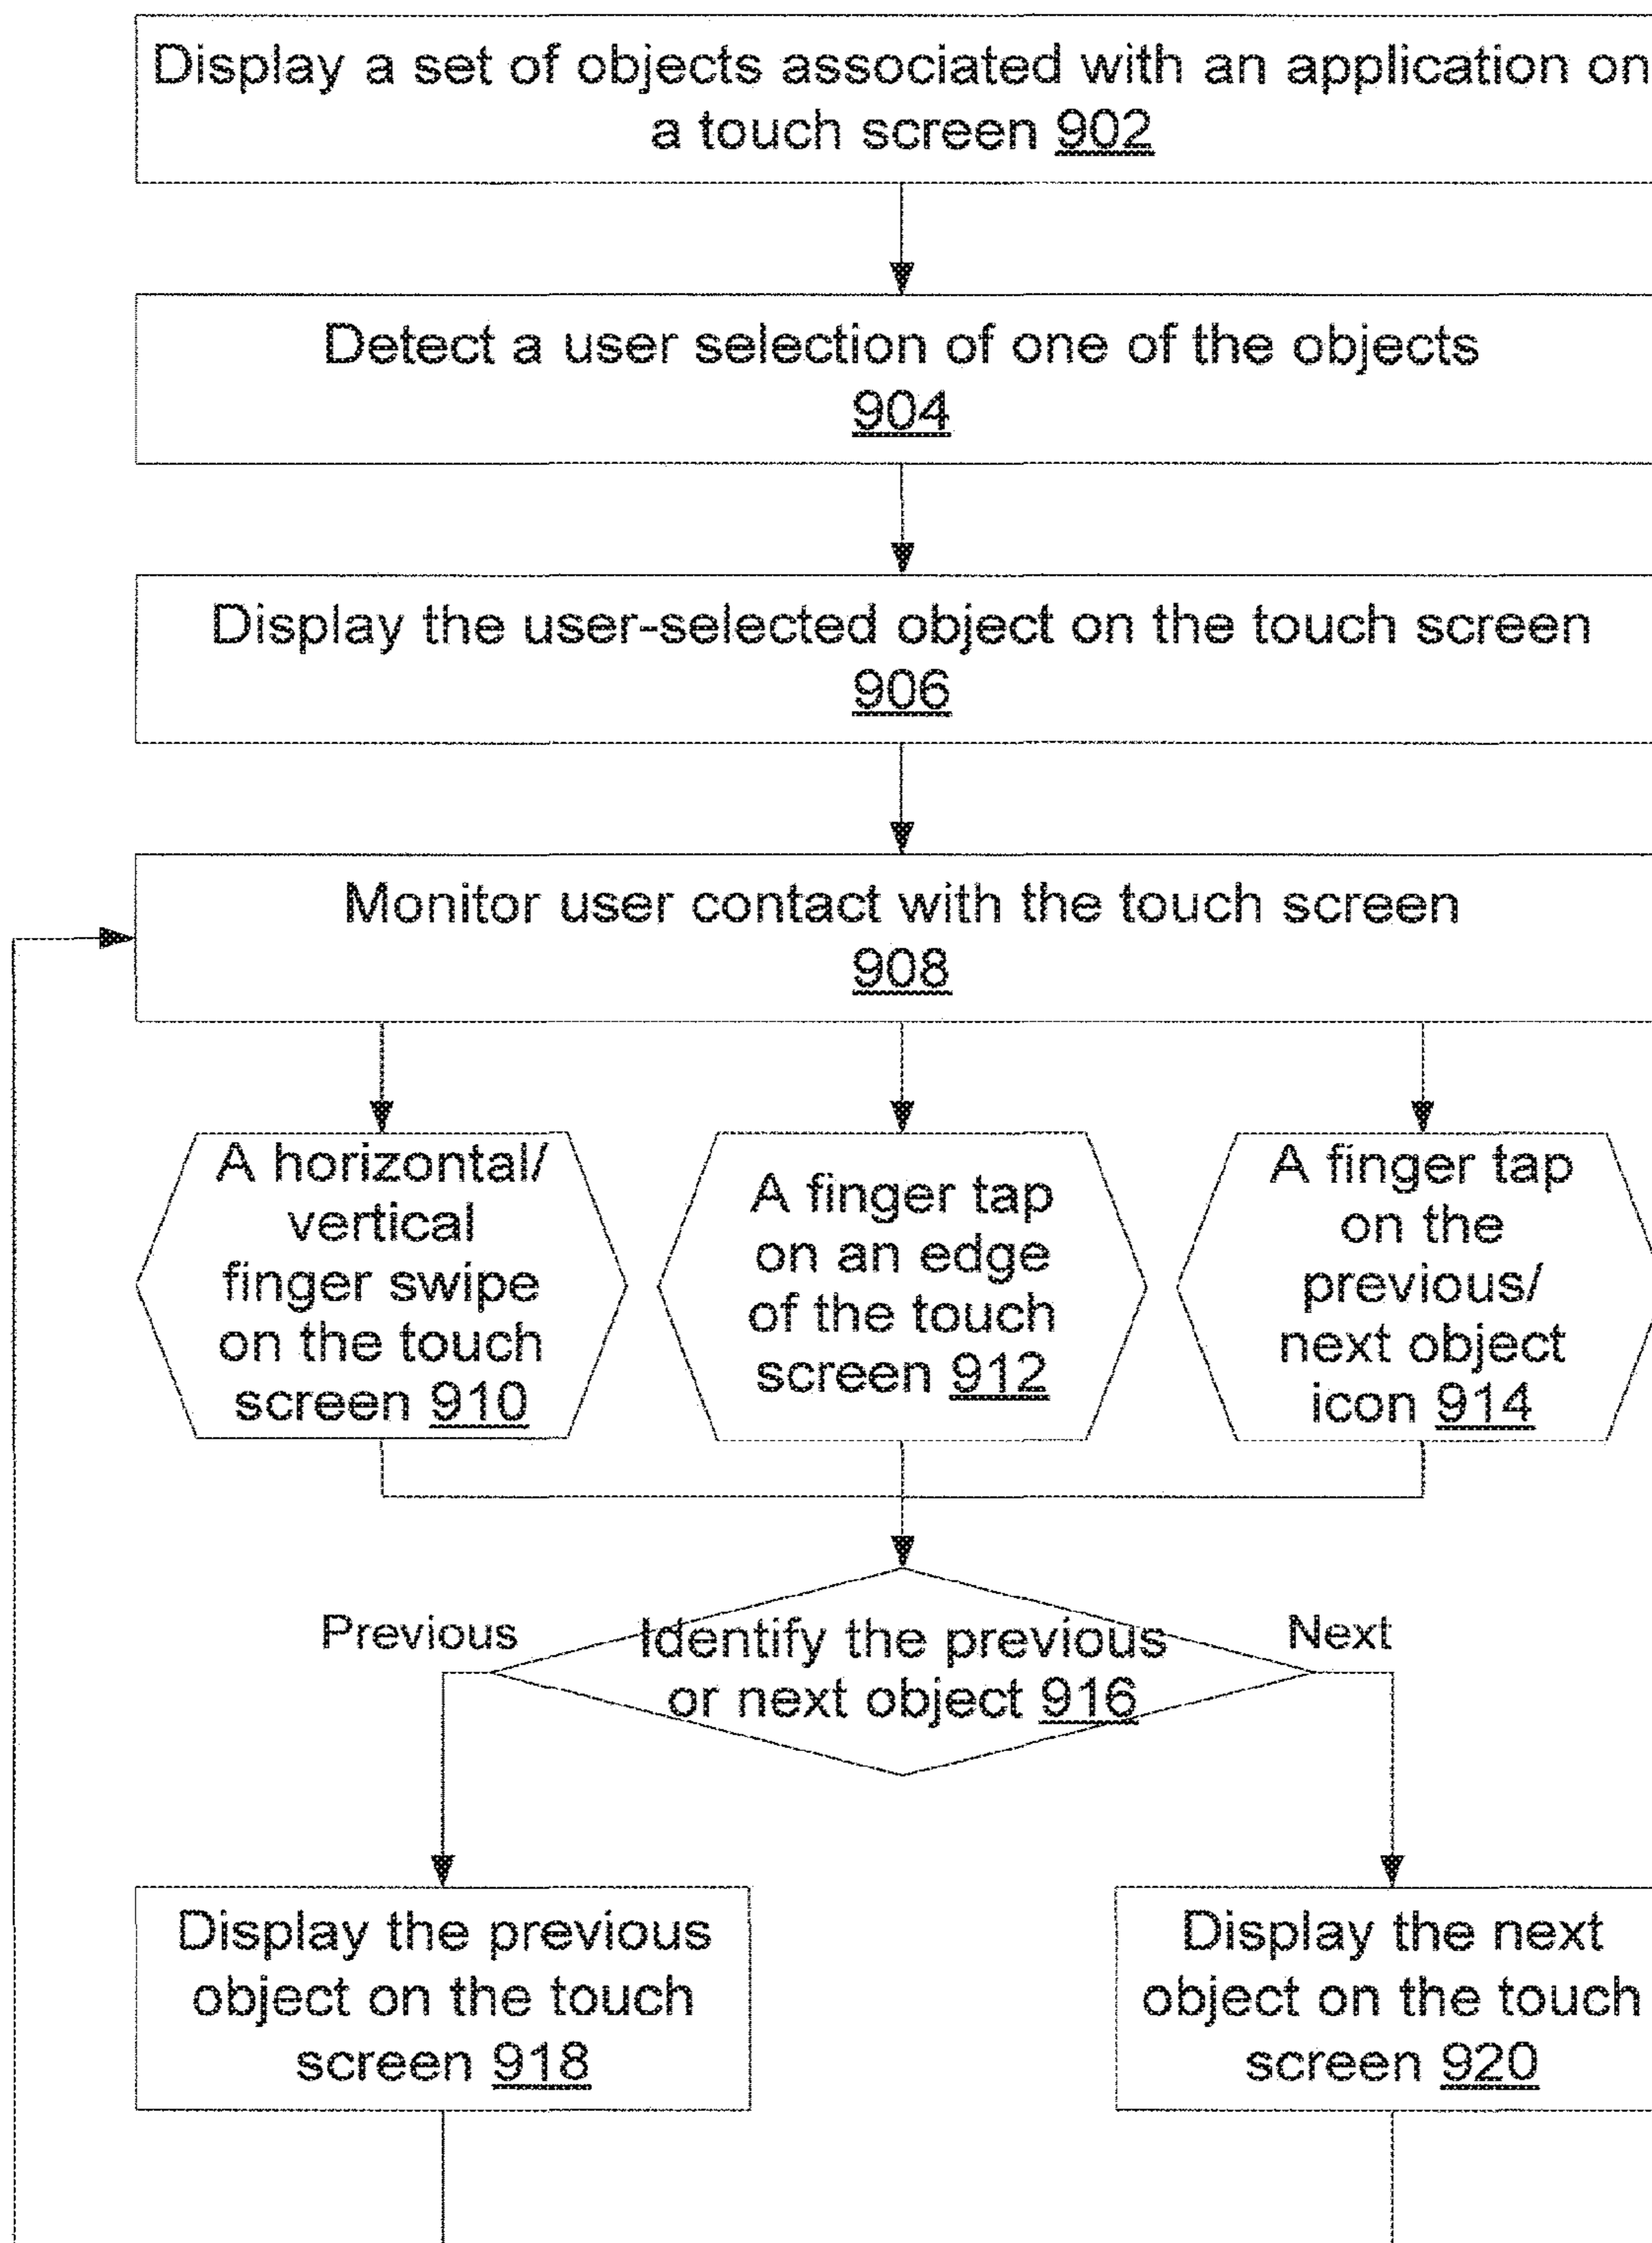 Display a set of objects associated with an application on
a touch screen 902
Detect a user selection of one of the objects
904
Display the user-selected object on the touch screen
906
Monitor user contact with the touch screen
908
A horizontal/
vertical
finger swipe
on the touch
screen 910
A finger tap
on an edge
of the touch
screen 912
A finger tap
on the
previous/
next object
icon 914
Previous
Identify the previous
or next object 916
Next
Display the previous
object on the touch
screen 918
Display the next
object on the touch
screen 920